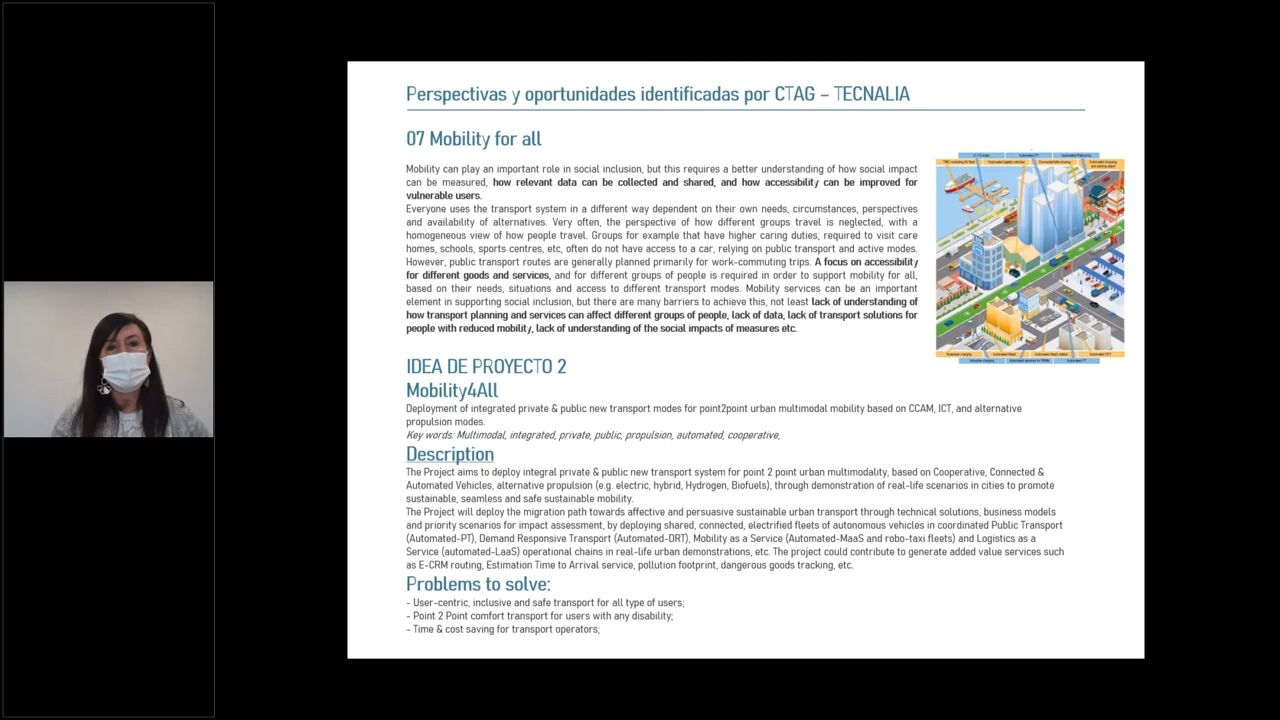 Perspectivas y oportunidades identificadas por CTAG – TECNALIA
07 Mobility for all
Mobility can play an important role in social inclusion, but this requires a better understanding of how social impact
can be measured, how relevant data can be collected and shared, and how accessibility can be improved for
vulnerable users.
Everyone uses the transport system in a different way dependent on their own needs, circumstances, perspectives
and availability of alternatives. Very often, the perspective of how different groups travel is neglected, with a
homogeneous view of how people travel. Groups for example that have higher caring duties, required to visit care
homes, schools, sports centres, etc, often do not have access to a car, relying on public transport and active modes.
However, public transport routes are generally planned primarily for work-commuting trips. A focus on accessibility
for different goods and services, and for different groups of people is required in order to support mobility for all,
based on their needs, situations and access to different transport modes. Mobility services can be an important
element in supporting social inclusion, but there are many barriers to achieve this, not least lack of understanding of
how transport planning and services can affect different groups of people, lack of data, lack of transport solutions for
people with reduced mobility, lack of understanding of the social impacts of measures etc.
IDEA DE PROYECTO 2
Mobility4All
Deployment of integrated private & public new transport modes for point2point urban multimodal mobility based on CCAM, ICT, and alternative
propulsion modes.
Key words: Multimodal, integrated, private, public, propulsion, automated, cooperative,
Description
The Project aims to deploy integral private & public new transport system for point 2 point urban multimodality, based on Cooperative, Connected &
Automated Vehicles, alternative propulsion (e.g. electric, hybrid, Hydrogen, Biofuels), through demonstration of real-life scenarios in cities to promote
sustainable, seamless and safe sustainable mobility.
The Project will deploy the migration path towards affective and persuasive sustainable urban transport through technical solutions, business models
and priority scenarios for impact assessment, by deploying shared, connected, electrified fleets of autonomous vehicles in coordinated Public Transport
(Automated-PT), Demand Responsive Transport (Automated-DRT), Mobility as a Service (Automated-MaaS and robo-taxi fleets) and Logistics as a
Service (automated-LaaS) operational chains in real-life urban demonstrations, etc. The project could contribute to generate added value services such
as E-CRM routing, Estimation Time to Arrival service, pollution footprint, dangerous goods tracking, etc.
Problems to solve:
- User-centric, inclusive and safe transport for all type of users;
- Point 2 Point comfort transport for users with any disability;
- Time & cost saving for transport operators;